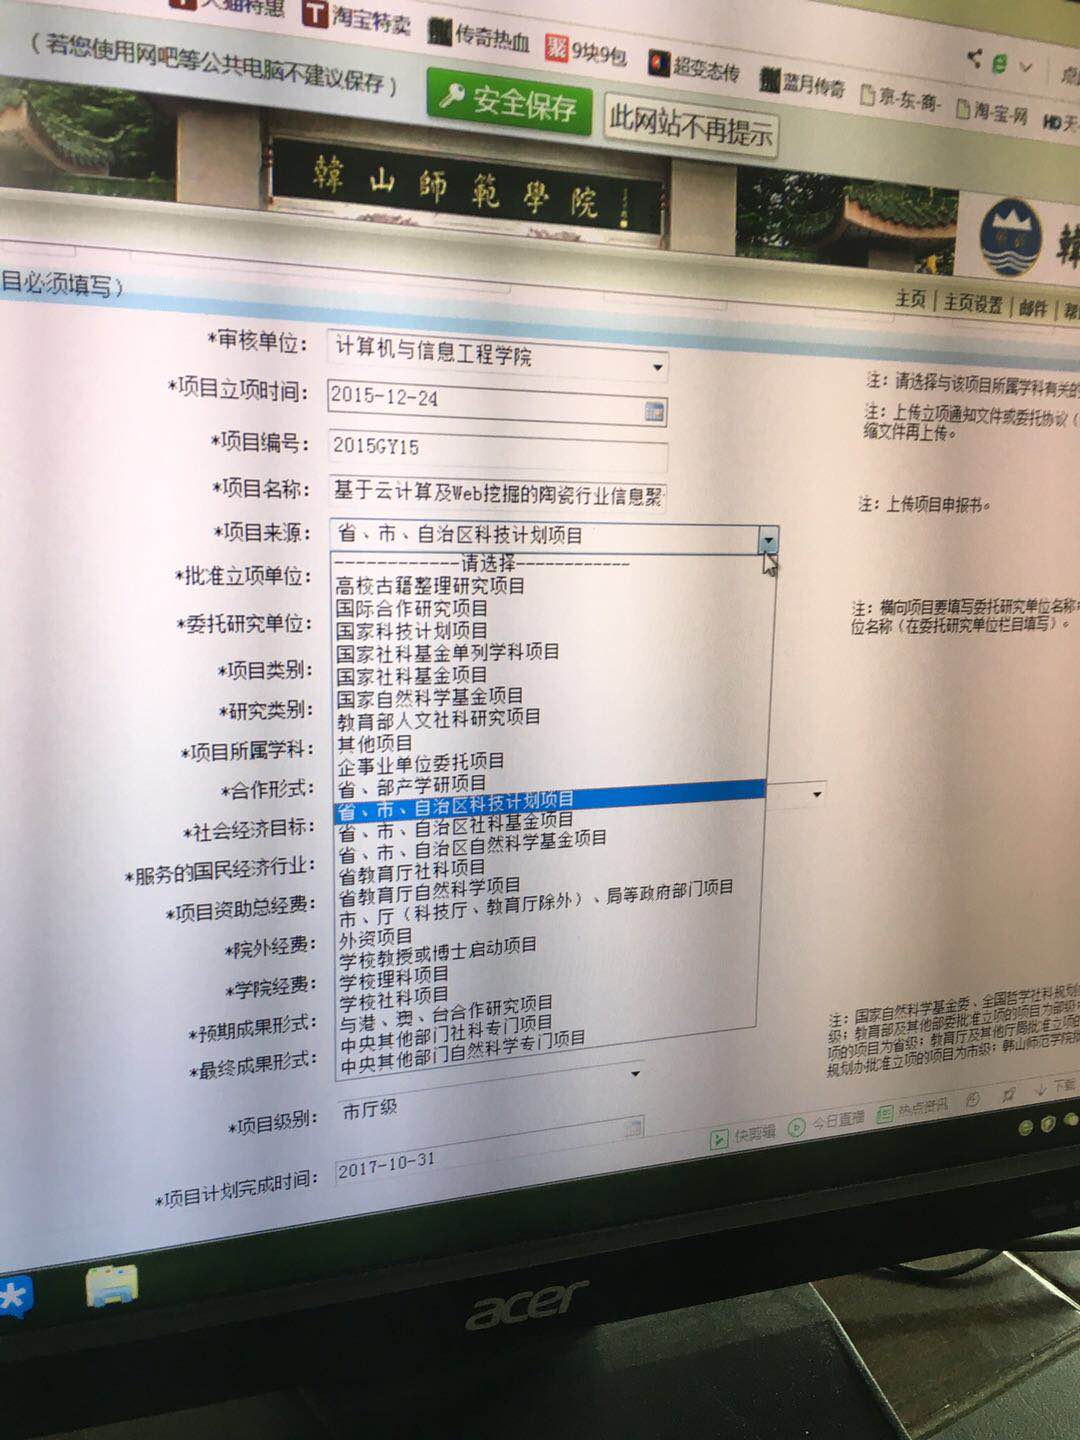 天猫特惠
淘宝特卖
传奇热血
9块9包
超变态传
蓝月传奇
京-东-商-
淘-宝-网
(若您使用网吧等公共电脑不建议保存)
安全保存
此网站不再提示
韓山師範學院
韓
目必须填写)
主页 | 主页设置 | 邮件 |
*审核单位: 计算机与信息工程学院
注: 请选择与该项目所属学科有关的
*项目立项时间: 2015-12-24
注: 上传立项通知文件或委托协议(
缩文件再上传。
*项目编号: 2015GY15
*项目名称: 基于云计算及Web挖掘的陶瓷行业信息聚
注: 上传项目申报书。
*项目来源: 省、市、自治区科技计划项目
------------请选择------------
高校古籍整理研究项目
国际合作研究项目
国家科技计划项目
国家社科基金单列学科项目
国家社科基金项目
国家自然科学基金项目
教育部人文社科研究项目
其他项目
企事业单位委托项目
省、部产学研项目
省、市、自治区科技计划项目
省、市、自治区社科基金项目
省、市、自治区自然科学基金项目
省教育厅社科项目
省教育厅自然科学项目
市、厅(科技厅、教育厅除外)、局等政府部门项目
外资项目
学校教授或博士启动项目
学校理科项目
学校社科项目
与港、澳、台合作研究项目
中央其他部门社科专门项目
中央其他部门自然科学专门项目
*批准立项单位:
*委托研究单位:
注: 横向项目要填写委托研究单位名称
位名称(在委托研究单位栏目填写)。
*项目类别:
*研究类别:
*项目所属学科:
*合作形式:
*社会经济目标:
*服务的国民经济行业:
*项目资助总经费:
*院外经费:
*学院经费:
*预期成果形式:
*最终成果形式:
注: 国家自然科学基金委、全国哲学社科规划
级; 教育部及其他部委批准立项的项目为部级
项的项目为省级; 教育厅及其他厅局批准立项
规划办批准立项的项目为市级; 韩山师范学院
*项目级别: 市厅级
*项目计划完成时间: 2017-10-31
快剪辑
今日直播
热点资讯
下载
acer